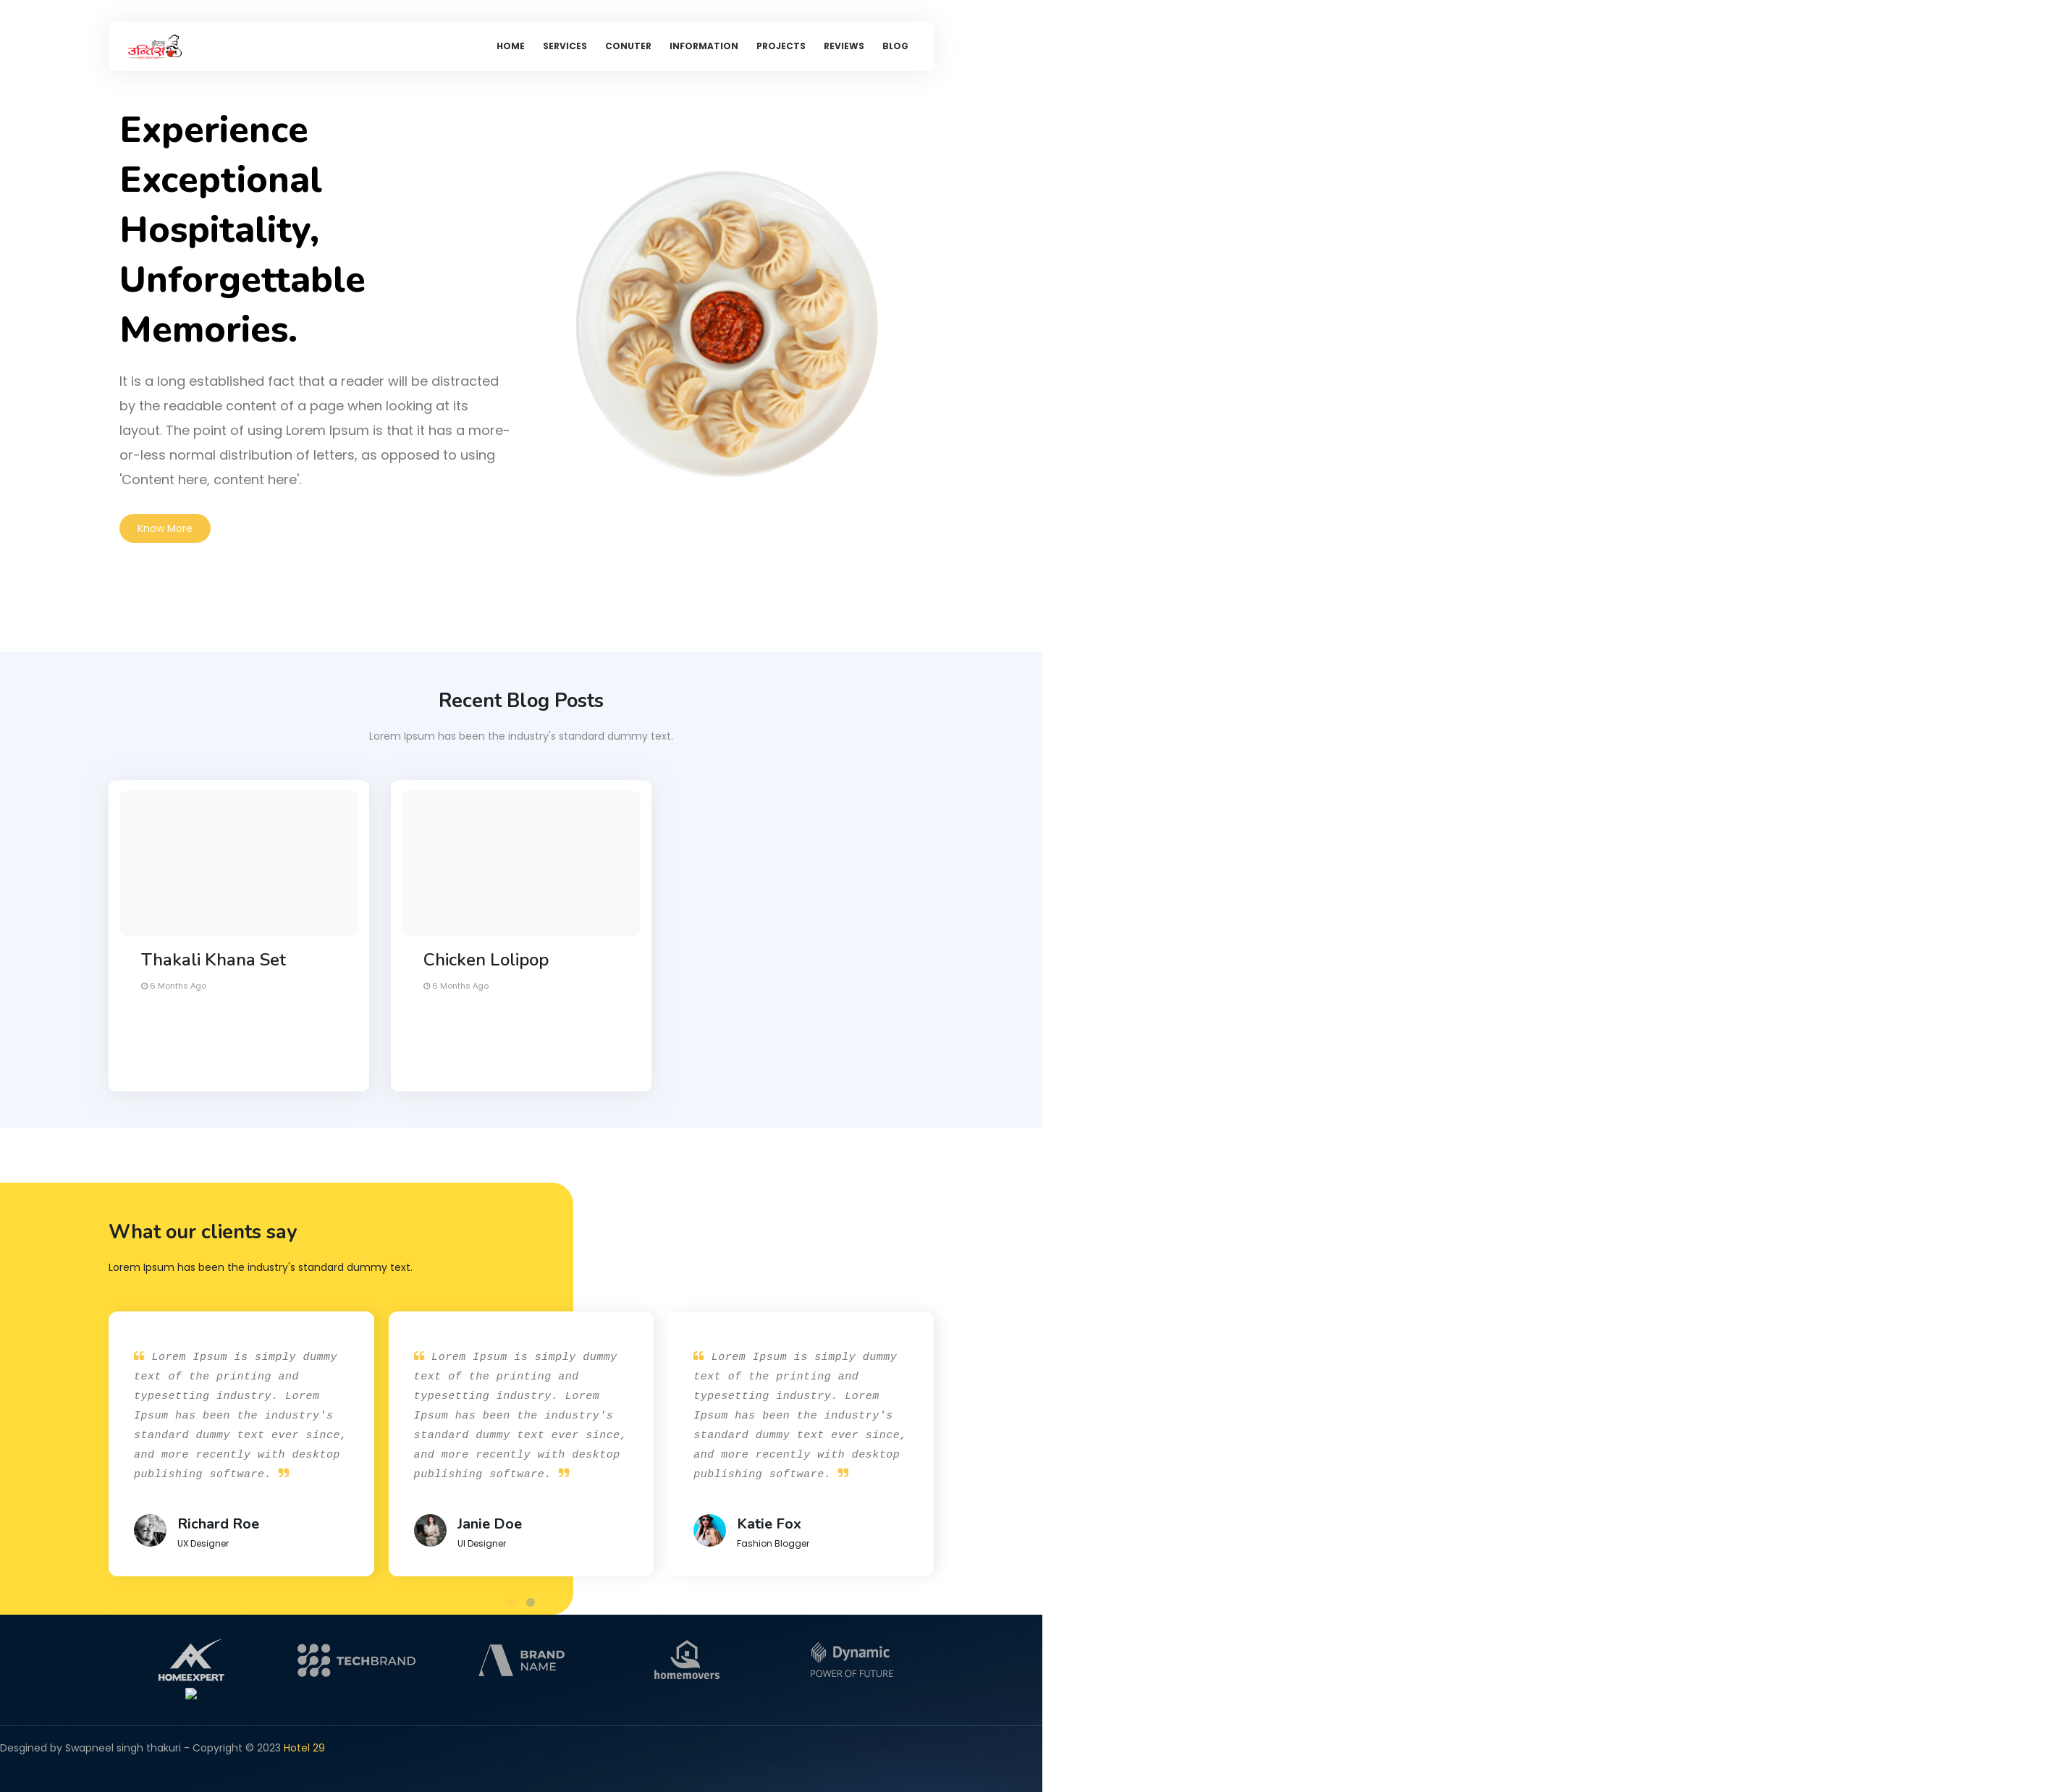 होटल
उन्तिस
HOME SERVICES CONUTER INFORMATION PROJECTS REVIEWS BLOG
Experience
Exceptional
Hospitality,
Unforgettable
Memories.
It is a long established fact that a reader will be distracted
by the readable content of a page when looking at its
layout. The point of using Lorem Ipsum is that it has a more-
or-less normal distribution of letters, as opposed to using
'Content here, content here'.
Know More
Recent Blog Posts
Lorem Ipsum has been the industry's standard dummy text.
Thakali Khana Set
6 Months Ago
Chicken Lolipop
6 Months Ago
What our clients say
Lorem Ipsum has been the industry's standard dummy text.
Lorem Ipsum is simply dummy
text of the printing and
typesetting industry. Lorem
Ipsum has been the industry's
standard dummy text ever since,
and more recently with desktop
publishing software.
Richard Roe
UX Designer
Lorem Ipsum is simply dummy
text of the printing and
typesetting industry. Lorem
Ipsum has been the industry's
standard dummy text ever since,
and more recently with desktop
publishing software.
Janie Doe
UI Designer
Lorem Ipsum is simply dummy
text of the printing and
typesetting industry. Lorem
Ipsum has been the industry's
standard dummy text ever since,
and more recently with desktop
publishing software.
Katie Fox
Fashion Blogger
HOMEEXPERT
TECHBRAND
BRAND
NAME
homemovers
Dynamic
POWER OF FUTURE
Desgined by Swapneel singh thakuri - Copyright © 2023 Hotel 29